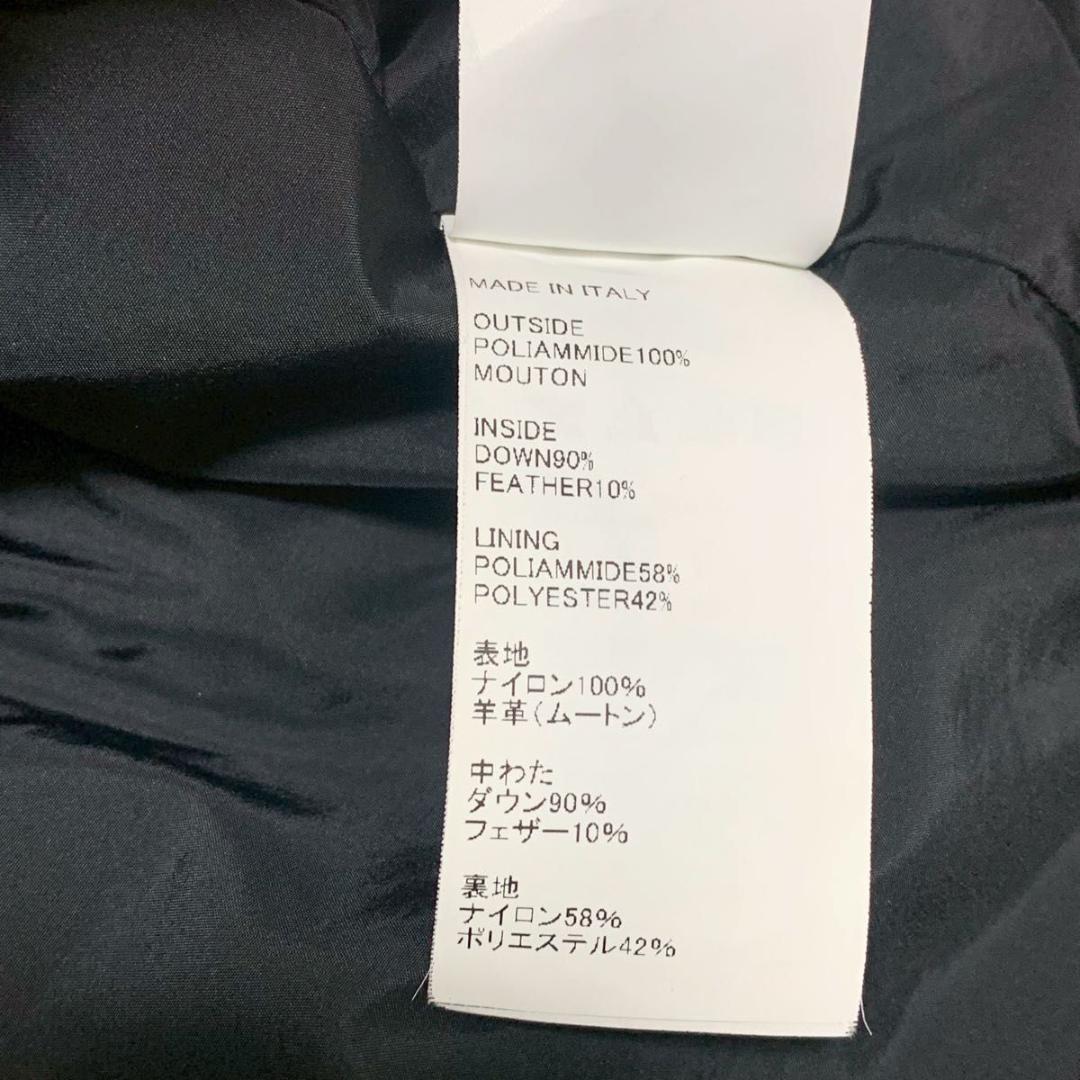 MADE IN ITALY
OUTSIDE
POLIAMMIDE100%
MOUTON
INSIDE
DOWN90%
FEATHER10%
LINING
POLIAMMIDE58%
POLYESTER42%
表地
ナイロン100%
羊革(ムートン)
中わた
ダウン90%
フェザー10%
裏地
ナイロン58%
ポリエステル42%